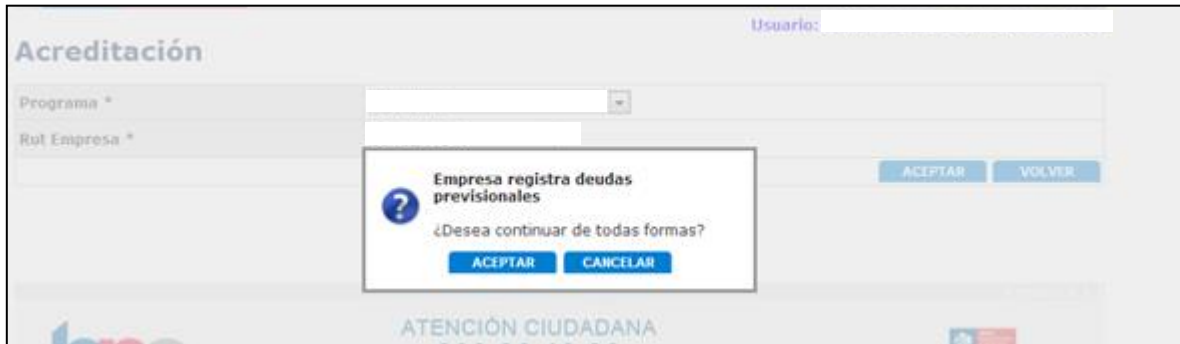 Usuario:
Acreditación
Programa *
Rut Empresa *
ACEPTAR VOLVER
Empresa registra deudas
previsionales
¿Desea continuar de todas formas?
ACEPTAR CANCELAR
ATENCIÓN CIUDADANA